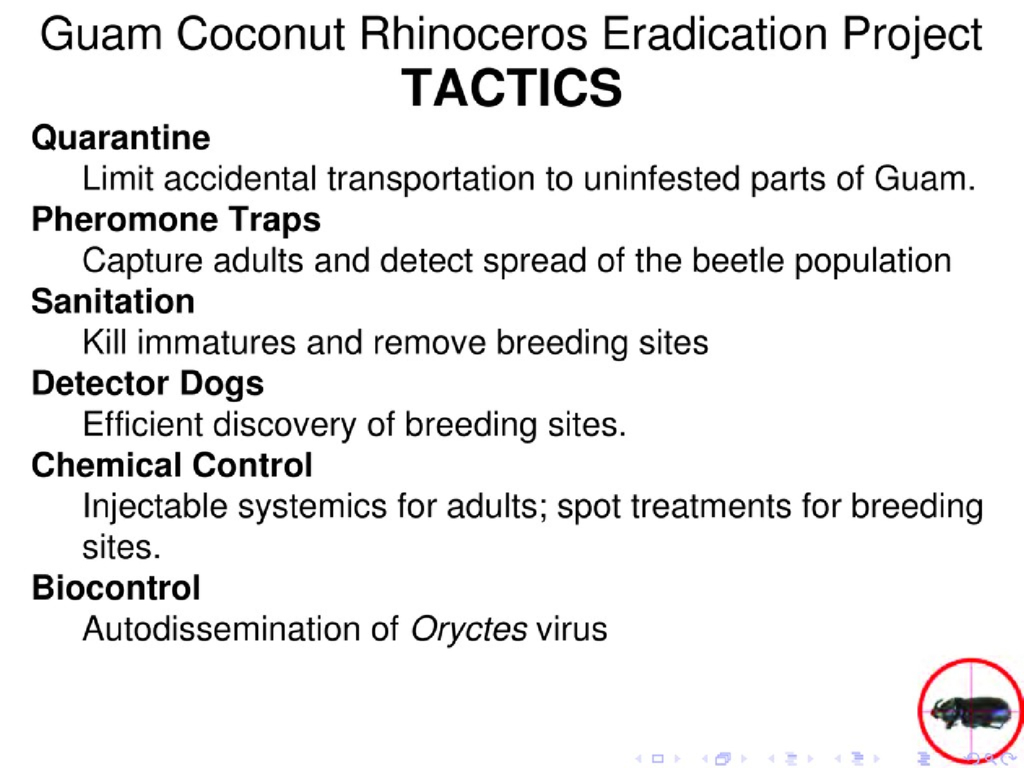 Guam Coconut Rhinoceros Eradication Project
TACTICS
Quarantine
Limit accidental transportation to uninfested parts of Guam.
Pheromone Traps
Capture adults and detect spread of the beetle population
Sanitation
Kill immatures and remove breeding sites
Detector Dogs
Efficient discovery of breeding sites.
Chemical Control
Injectable systemics for adults; spot treatments for breeding
sites.
Biocontrol
Autodissemination of Oryctes virus